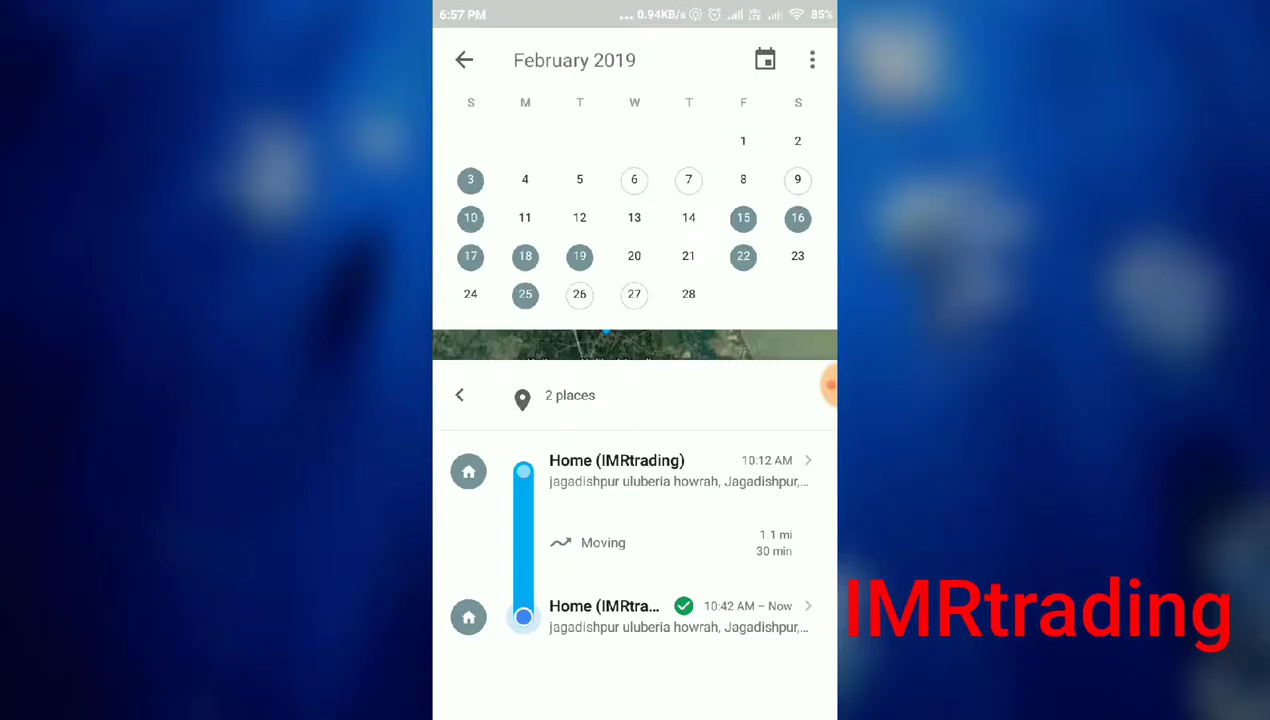 6:57 PM ... 0.94KB/s VoLTE 85%
February 2019
S M T W T F S
1 2
3 4 5 6 7 8 9
10 11 12 13 14 15 16
17 18 19 20 21 22 23
24 25 26 27 28
2 places
Home (IMRtrading) 10:12 AM
jagadishpur uluberia howrah, Jagadishpur,...
Moving 1.1 mi
30 min
Home (IMRtra... 10:42 AM – Now
jagadishpur uluberia howrah, Jagadishpur,...
IMRtrading